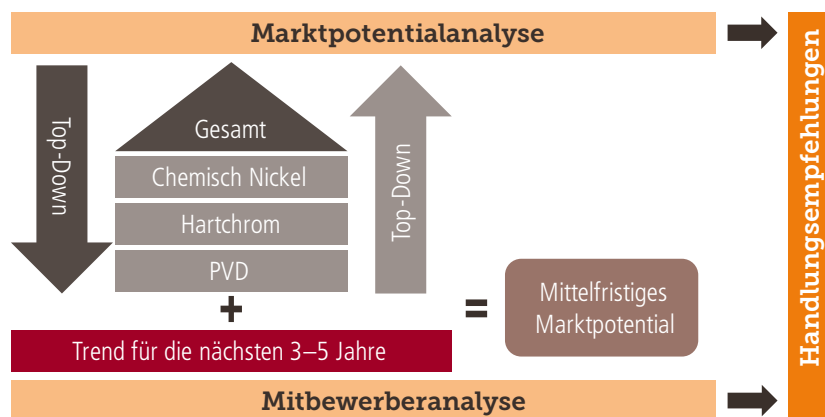 Marktpotentialanalyse
Top-Down
Gesamt
Chemisch Nickel
Hartchrom
PVD
Top-Down
+
Trend für die nächsten 3–5 Jahre
=
Mittelfristiges
Marktpotential
Mitbewerberanalyse
Handlungsempfehlungen